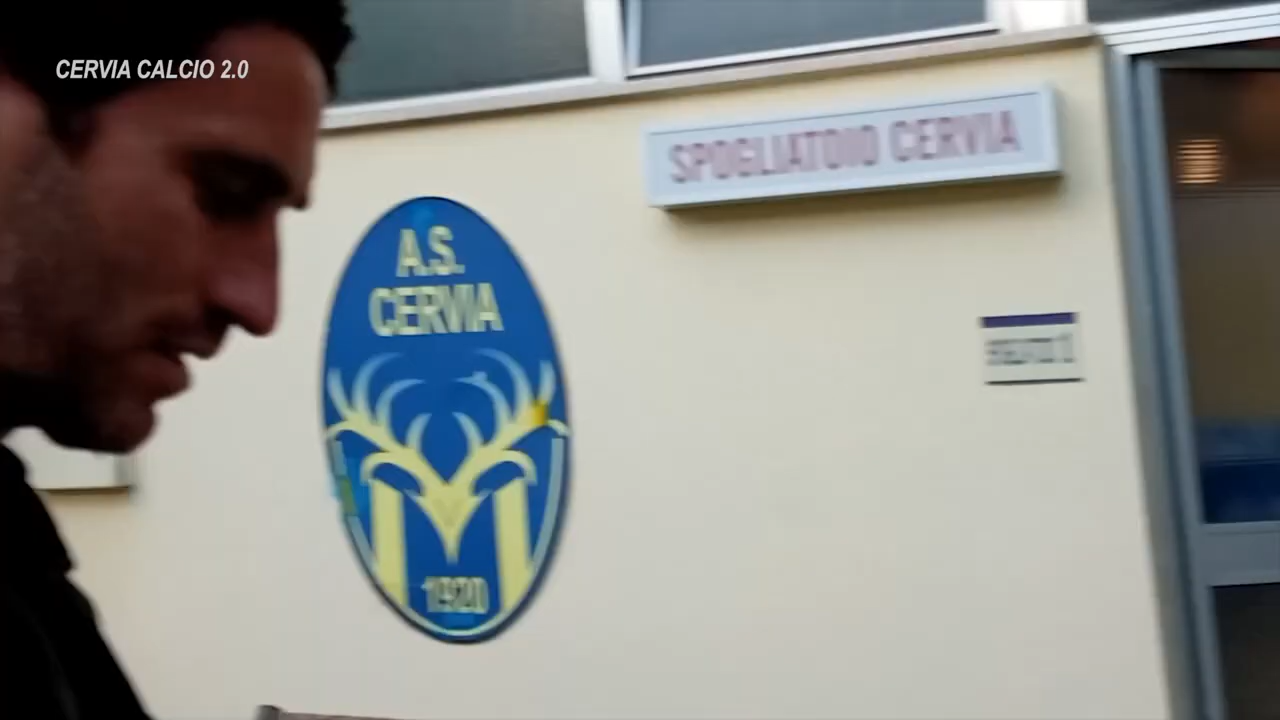 CERVIA CALCIO 2.0
SPOGLIATOIO CERVIA
A.S.
CERVIA
1920